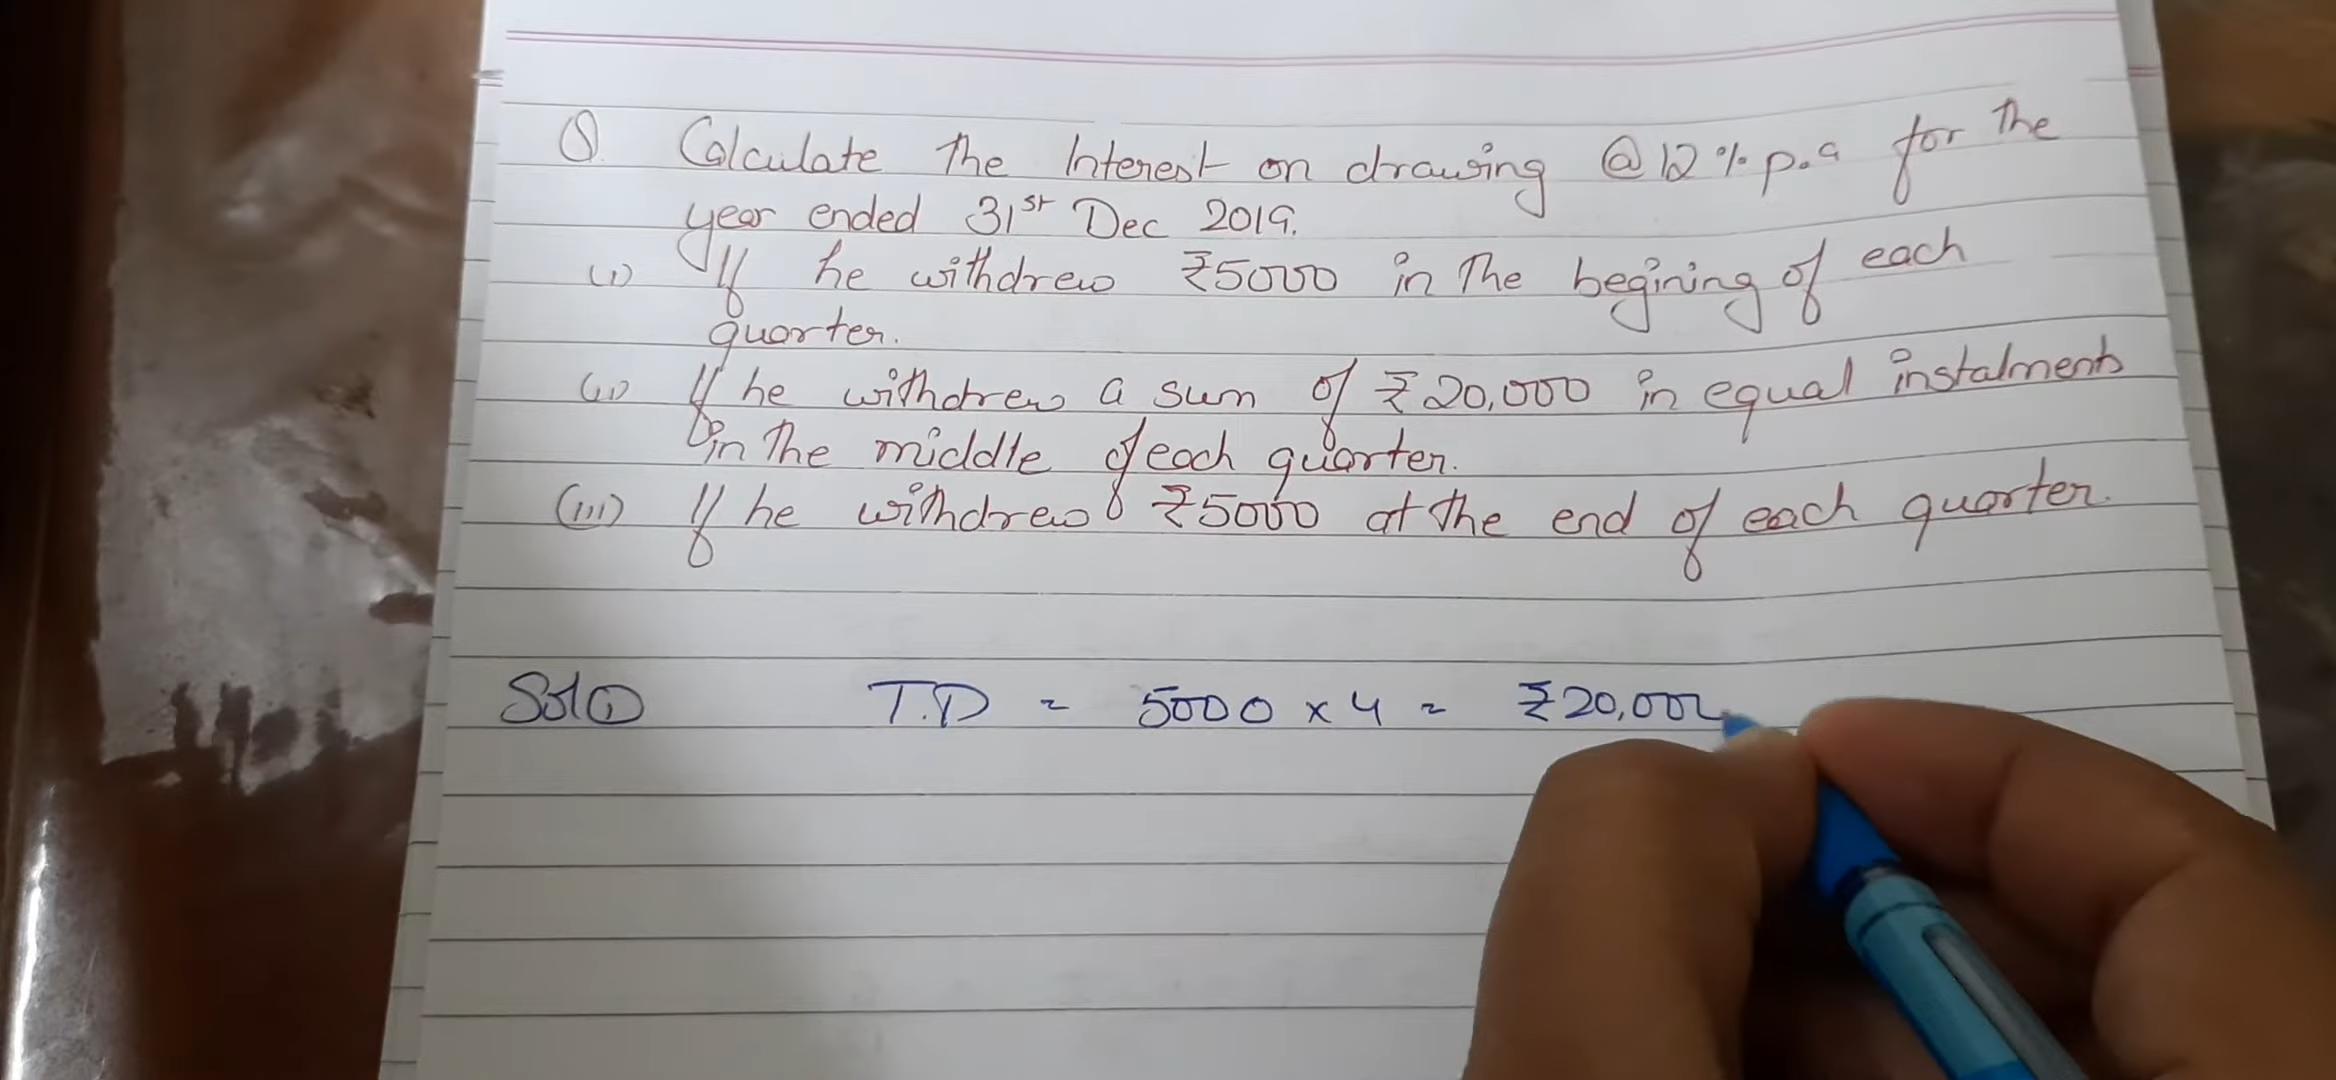 Q. Calculate The Interest on drawing @ 12% p.a for The
year ended 31st Dec 2019.
(i) If he withdrew ₹5000 in The begining of each
quarter.
(ii) If he withdrew a sum of ₹20,000 in equal instalments
in The middle of each quarter.
(iii) If he withdrew ₹5000 at the end of each quarter.
Sol ① T.D = 5000 x 4 = ₹20,000